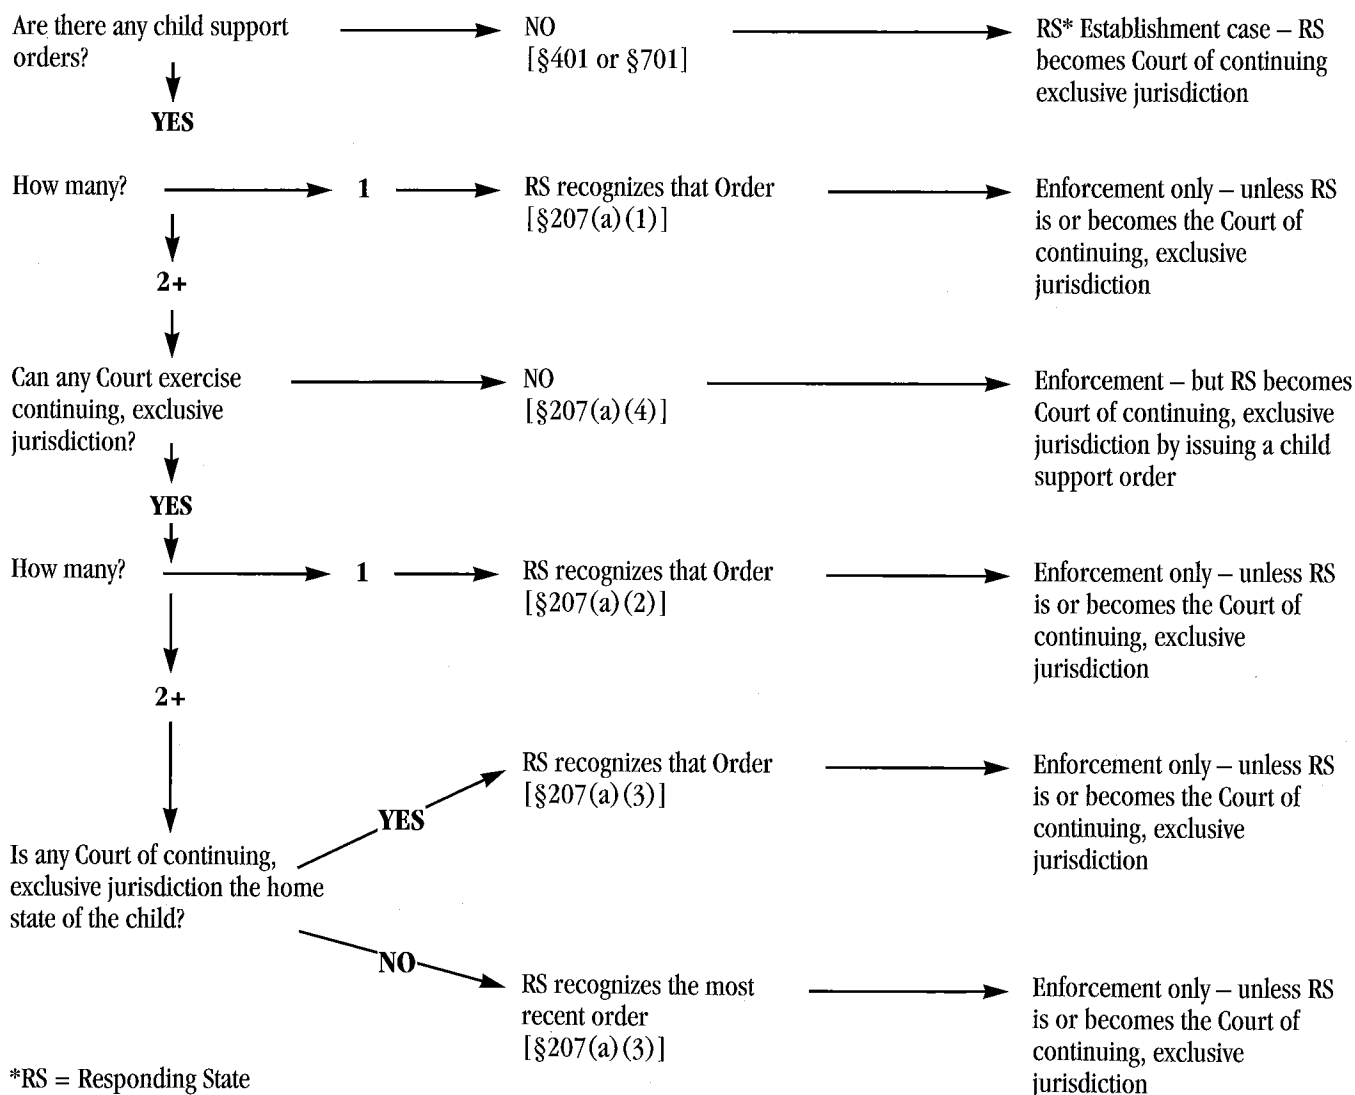 Are there any child support
orders?
NO
[§401 or §701]
RS* Establishment case – RS
becomes Court of continuing
exclusive jurisdiction
YES
How many?
1
RS recognizes that Order
[§207(a)(1)]
Enforcement only – unless RS
is or becomes the Court of
continuing, exclusive
jurisdiction
2+
Can any Court exercise
continuing, exclusive
jurisdiction?
NO
[§207(a)(4)]
Enforcement – but RS becomes
Court of continuing, exclusive
jurisdiction by issuing a child
support order
YES
How many?
1
RS recognizes that Order
[§207(a)(2)]
Enforcement only – unless RS
is or becomes the Court of
continuing, exclusive
jurisdiction
2+
Is any Court of continuing,
exclusive jurisdiction the home
state of the child?
YES
RS recognizes that Order
[§207(a)(3)]
Enforcement only – unless RS
is or becomes the Court of
continuing, exclusive
jurisdiction
NO
RS recognizes the most
recent order
[§207(a)(3)]
Enforcement only – unless RS
is or becomes the Court of
continuing, exclusive
jurisdiction
*RS = Responding State